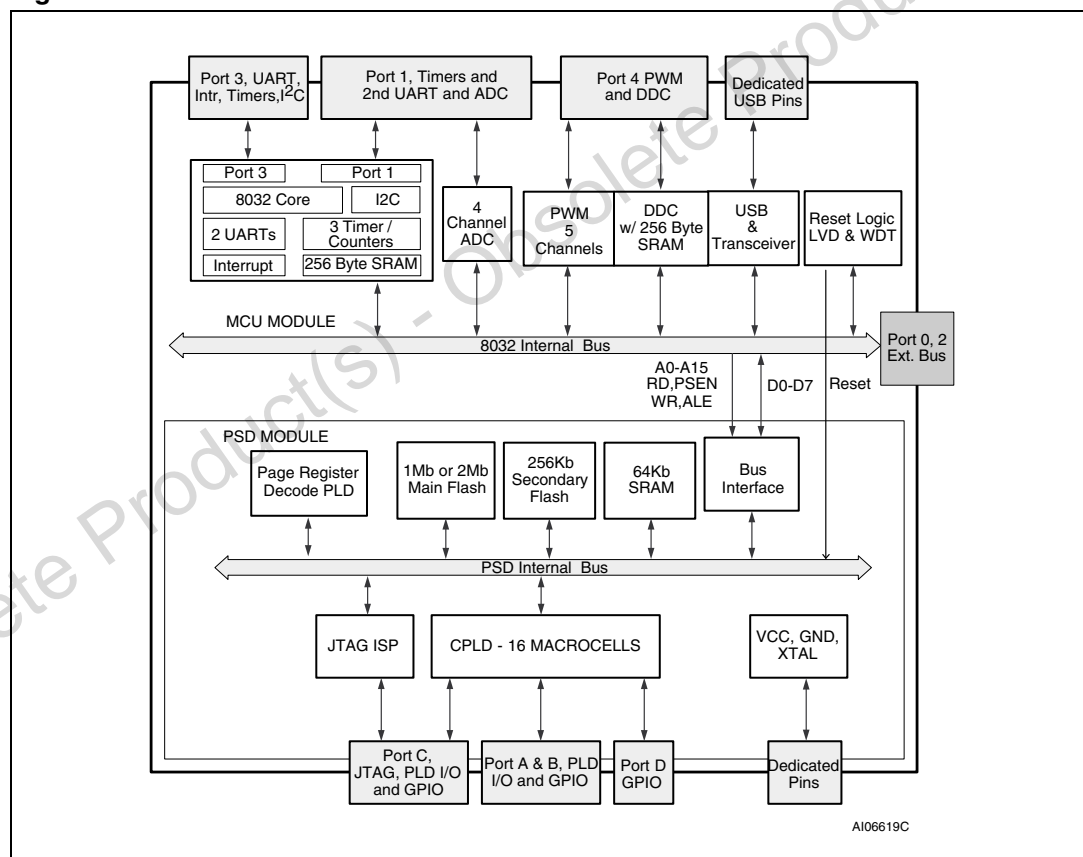 Port 3, UART,
Intr, Timers,I2C
Port 1, Timers and
2nd UART and ADC
Port 4 PWM
and DDC
Dedicated
USB Pins
Port 3
Port 1
8032 Core
I2C
2 UARTs
3 Timer /
Counters
Interrupt
256 Byte SRAM
4
Channel
ADC
PWM
5
Channels
DDC
w/ 256 Byte
SRAM
USB
&
Transceiver
Reset Logic
LVD & WDT
MCU MODULE
8032 Internal Bus
Port 0, 2
Ext. Bus
A0-A15
RD,PSEN
WR,ALE
D0-D7
Reset
PSD MODULE
Page Register
Decode PLD
1Mb or 2Mb
Main Flash
256Kb
Secondary
Flash
64Kb
SRAM
Bus
Interface
PSD Internal Bus
JTAG ISP
CPLD - 16 MACROCELLS
VCC, GND,
XTAL
Port C,
JTAG, PLD I/O
and GPIO
Port A & B, PLD
I/O and GPIO
Port D
GPIO
Dedicated
Pins
AI06619C
ete Product(s) - Obsolete Produ